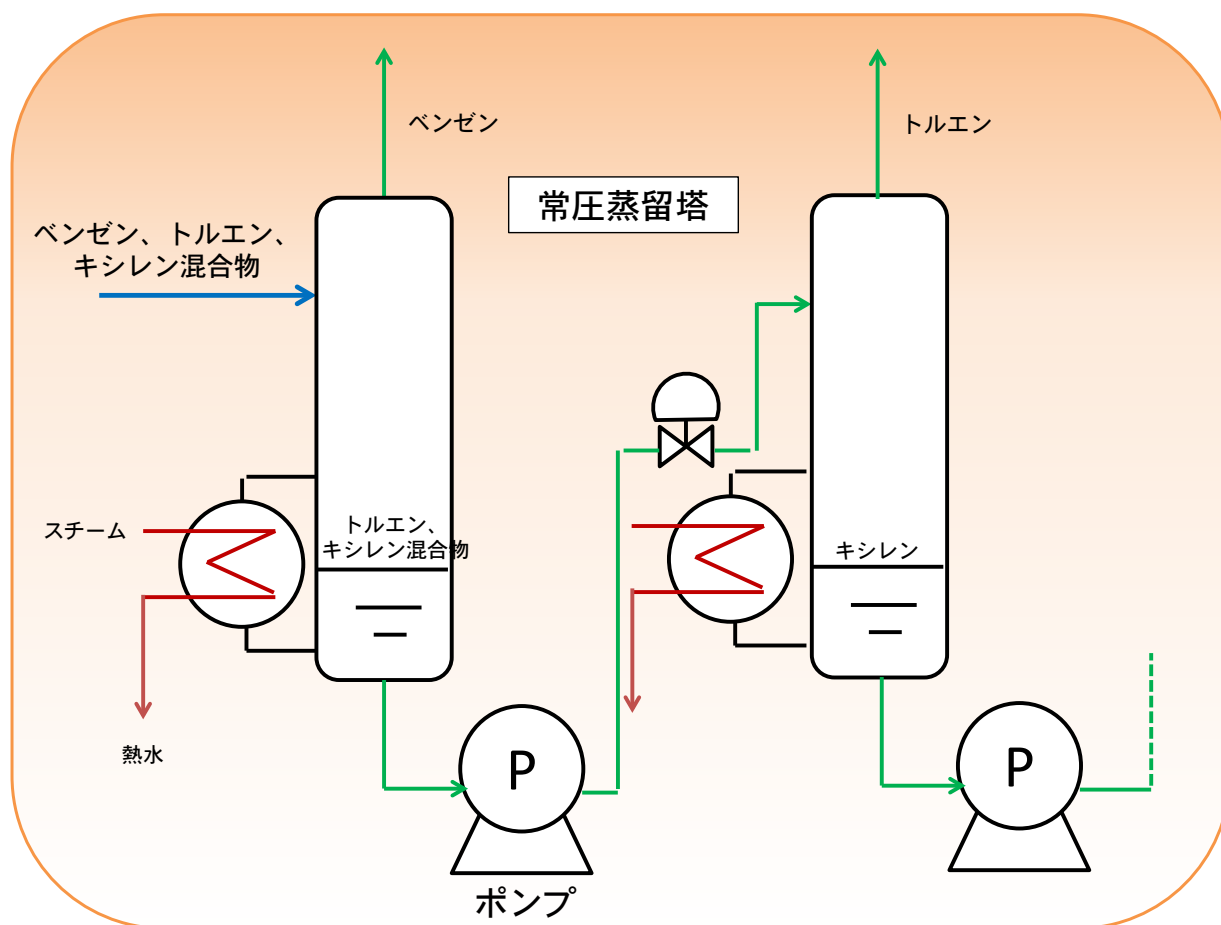 ベンゼン
トルエン
常圧蒸留塔
ベンゼン、トルエン、
キシレン混合物
スチーム
トルエン、
キシレン混合物
キシレン
熱水
P
P
ポンプ